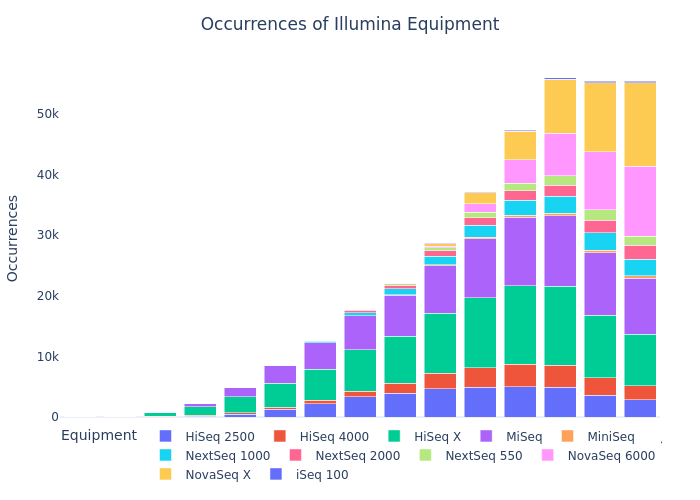 Occurrences of Illumina Equipment
Occurrences
50k
40k
30k
20k
10k
0
Equipment
HiSeq 2500 HiSeq 4000 HiSeq X MiSeq MiniSeq
NextSeq 1000 NextSeq 2000 NextSeq 550 NovaSeq 6000
NovaSeq X iSeq 100